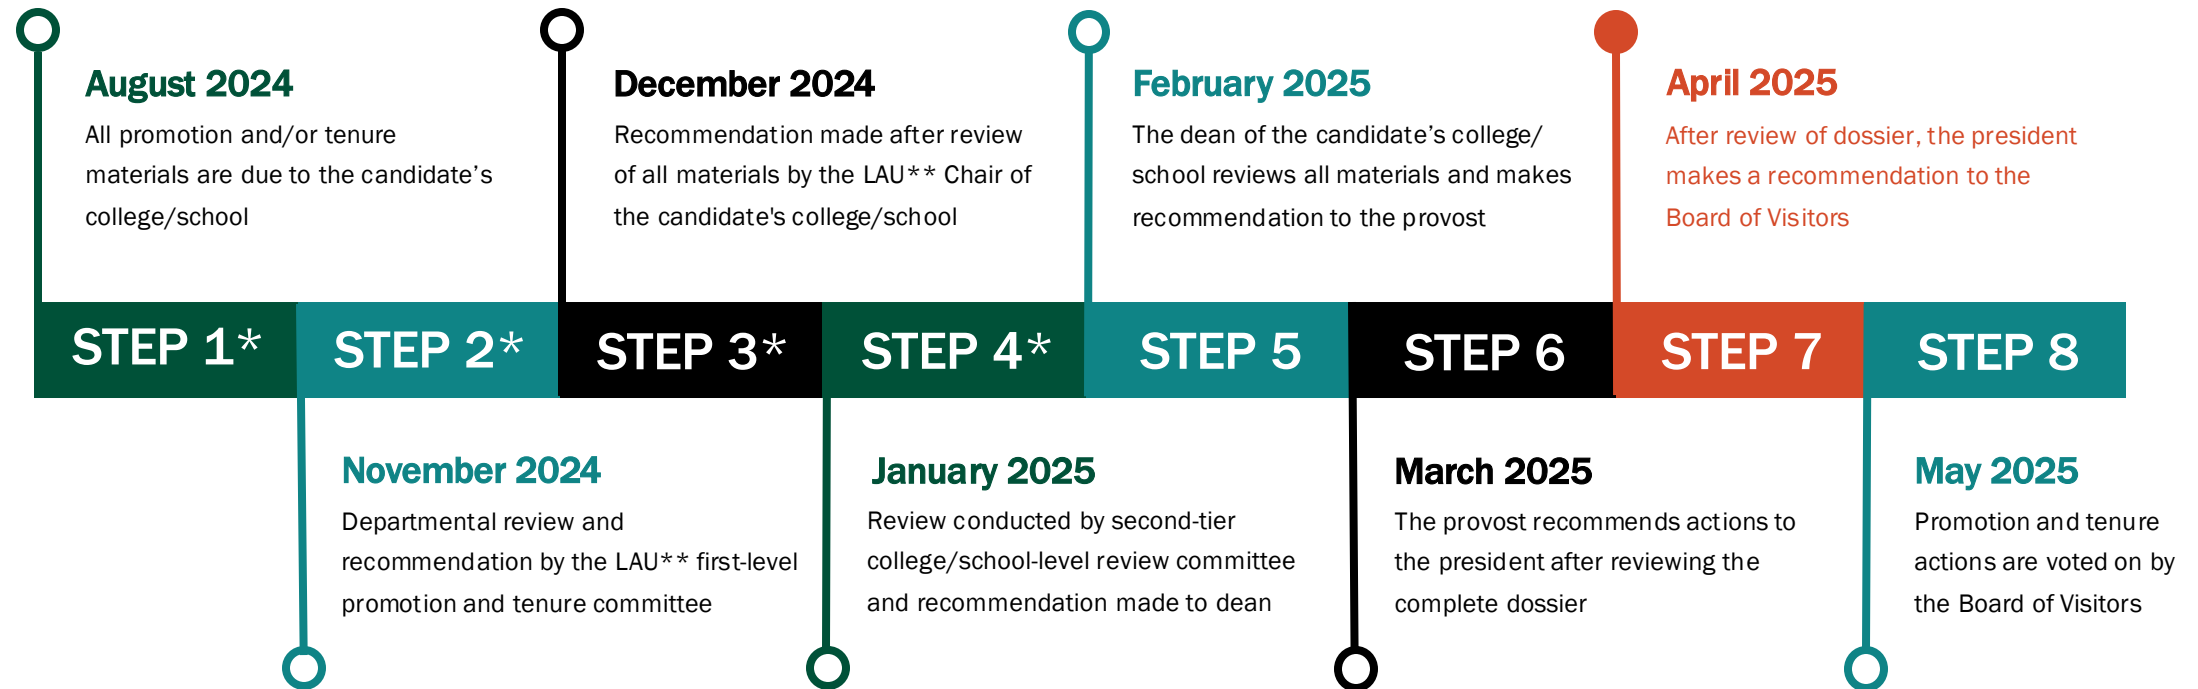 August 2024
All promotion and/or tenure
materials are due to the candidate’s
college/school
December 2024
Recommendation made after review
of all materials by the LAU** Chair of
the candidate's college/school
February 2025
The dean of the candidate’s college/
school reviews all materials and makes
recommendation to the provost
April 2025
After review of dossier, the president
makes a recommendation to the
Board of Visitors
STEP 1*
STEP 2*
STEP 3*
STEP 4*
STEP 5
STEP 6
STEP 7
STEP 8
November 2024
Departmental review and
recommendation by the LAU** first-level
promotion and tenure committee
January 2025
Review conducted by second-tier
college/school-level review committee
and recommendation made to dean
March 2025
The provost recommends actions to
the president after reviewing the
complete dossier
May 2025
Promotion and tenure
actions are voted on by
the Board of Visitors